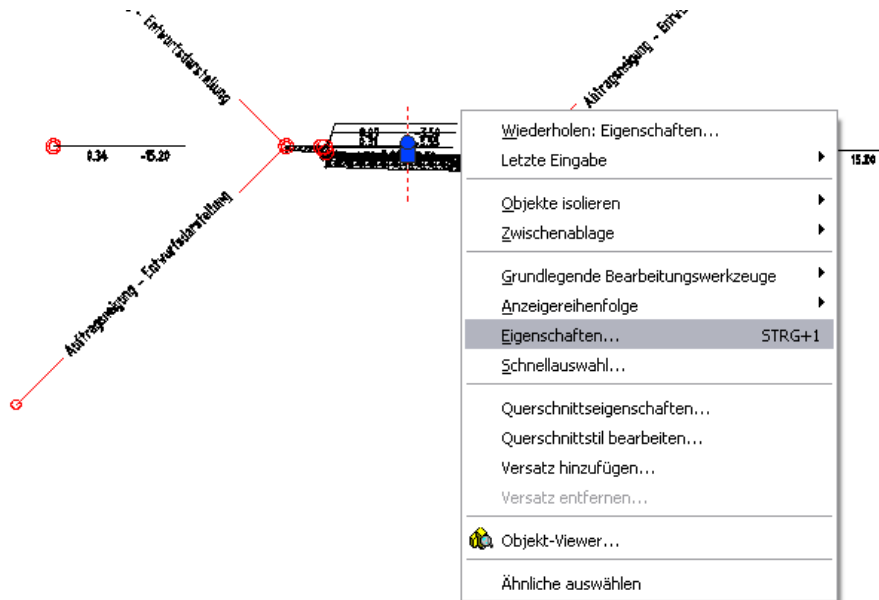 Entwurfsdarstellung
Auftragsneigung - Entw
0.34 -15.20
15.20
Auftragsneigung - Entwurfsdarstellung
Wiederholen: Eigenschaften...
Letzte Eingabe
Objekte isolieren
Zwischenablage
Grundlegende Bearbeitungswerkzeuge
Anzeigereihenfolge
Eigenschaften... STRG+1
Schnellauswahl...
Querschnittseigenschaften...
Querschnittstil bearbeiten...
Versatz hinzufügen...
Versatz entfernen...
Objekt-Viewer...
Ähnliche auswählen